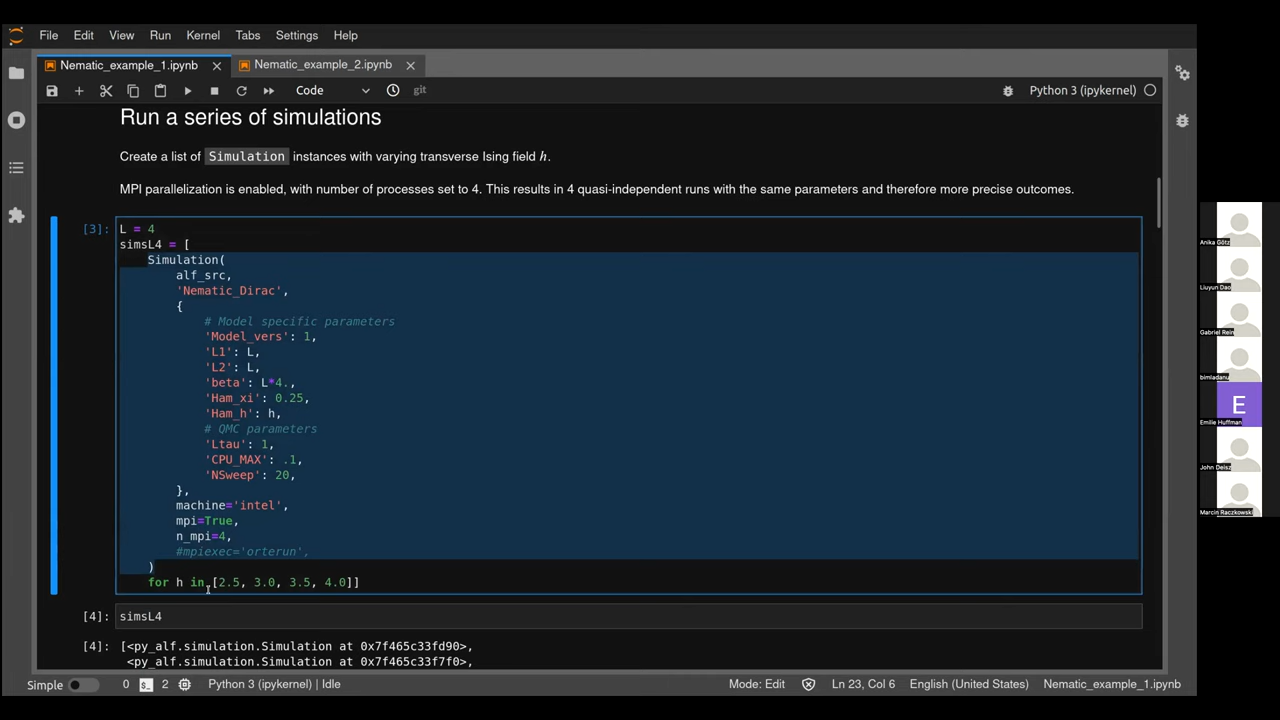 File Edit View Run Kernel Tabs Settings Help
Nematic_example_1.ipynb Nematic_example_2.ipynb
Code git Python 3 (ipykernel)
Run a series of simulations
Create a list of Simulation instances with varying transverse Ising field h.
MPI parallelization is enabled, with number of processes set to 4. This results in 4 quasi-independent runs with the same parameters and therefore more precise outcomes.
[3]: L = 4
simsL4 = [
Simulation(
alf_src,
'Nematic_Dirac',
{
# Model specific parameters
'Model_vers': 1,
'L1': L,
'L2': L,
'beta': L*4.,
'Ham_xi': 0.25,
'Ham_h': h,
# QMC parameters
'Ltau': 1,
'CPU_MAX': .1,
'NSweep': 20,
},
machine='intel',
mpi=True,
n_mpi=4,
#mpiexec='orterun',
)
for h in [2.5, 3.0, 3.5, 4.0]]
[4]: simsL4
[4]: [<py_alf.simulation.Simulation at 0x7f465c33fd90>,
<py_alf.simulation.Simulation at 0x7f465c33f7f0>,
Simple 0 2 Python 3 (ipykernel) | Idle Mode: Edit Ln 23, Col 6 English (United States) Nematic_example_1.ipynb
Anika Götz
Liuyun Dao
Gabriel Rein
bimladanu
E
Emilie Huffman
John Deisz
Marcin Raczkowski